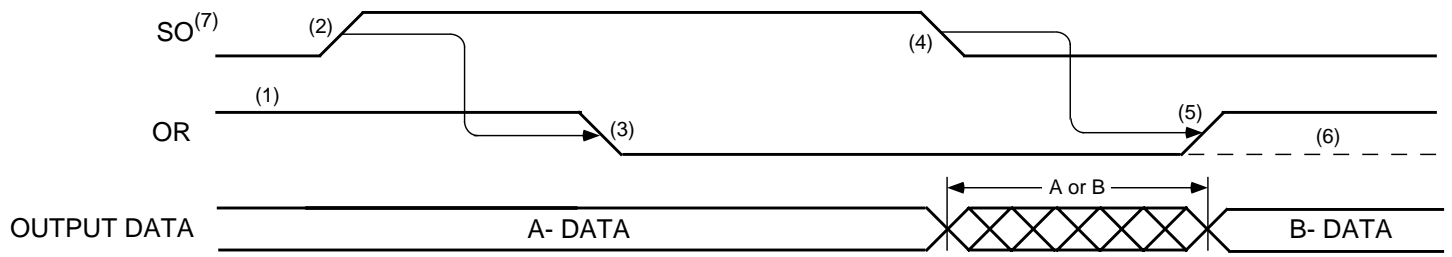 SO(7) (2) (4)
OR (1) (3) (5) (6)
A or B
OUTPUT DATA A- DATA B- DATA